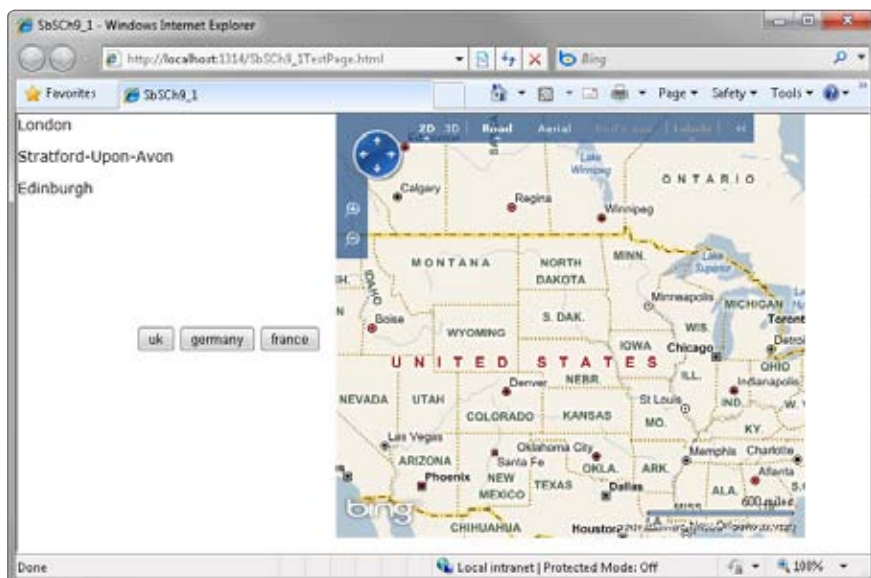 SbSCh9_1 - Windows Internet Explorer
http://localhost:1314/SbSCh9_1TestPage.html
Bing
Favorites SbSCh9_1 Page Safety Tools
London
Stratford-Upon-Avon
Edinburgh
uk germany france
2D 3D Road Aerial
Lake Winnipeg
ONTARIO
Calgary
Regina
Winnipeg
MONTANA
NORTH DAKOTA
MINN.
Lake Superior
IDAHO
Minneapolis
MICHIGAN
Boise
S. DAK.
WIS.
Toront
WYOMING
IOWA
Chicago
Detroi
UNITED STATES
OHIO
NEBR.
ILL.
Indianapolis
Denver
NEVADA
UTAH
St Louis
IND.
W. V
COLORADO
KANSAS
MO.
KY.
Las Vegas
Oklahoma City
Memphis
Charlotte
ARIZONA
Santa Fe
OKLA.
ARK.
Atlanta
Phoenix
NEW MEXICO
TEXAS
Dallas
ALA.
600 miles
bing
MISS
CHIHUAHUA
Houston
Done
Local intranet | Protected Mode: Off
100%